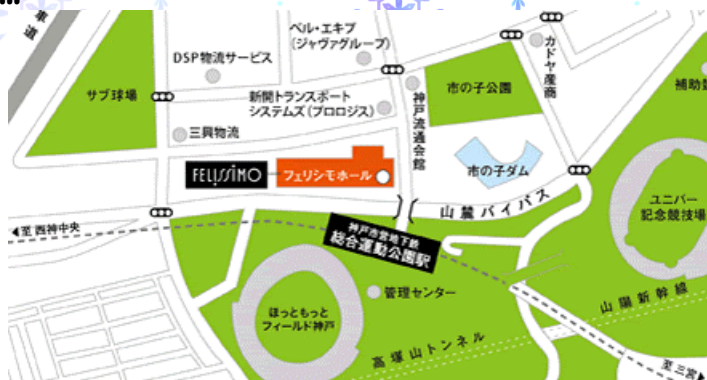 車道
ベル・エキプ
(ジャヴァグループ)
カドヤ産商
DSP物流サービス
サブ球場
新開トランスポート
システムズ(プロロジス)
神戸流通会館
市の子公園
補助
三興物流
FELISSIMO
フェリシモホール
市の子ダム
ユニバー
記念競技場
山麓バイパス
◀至 西神中央
神戸市営地下鉄
総合運動公園駅
管理センター
ほっともっと
フィールド神戸
山陽新幹線
高塚山トンネル
至三宮▶